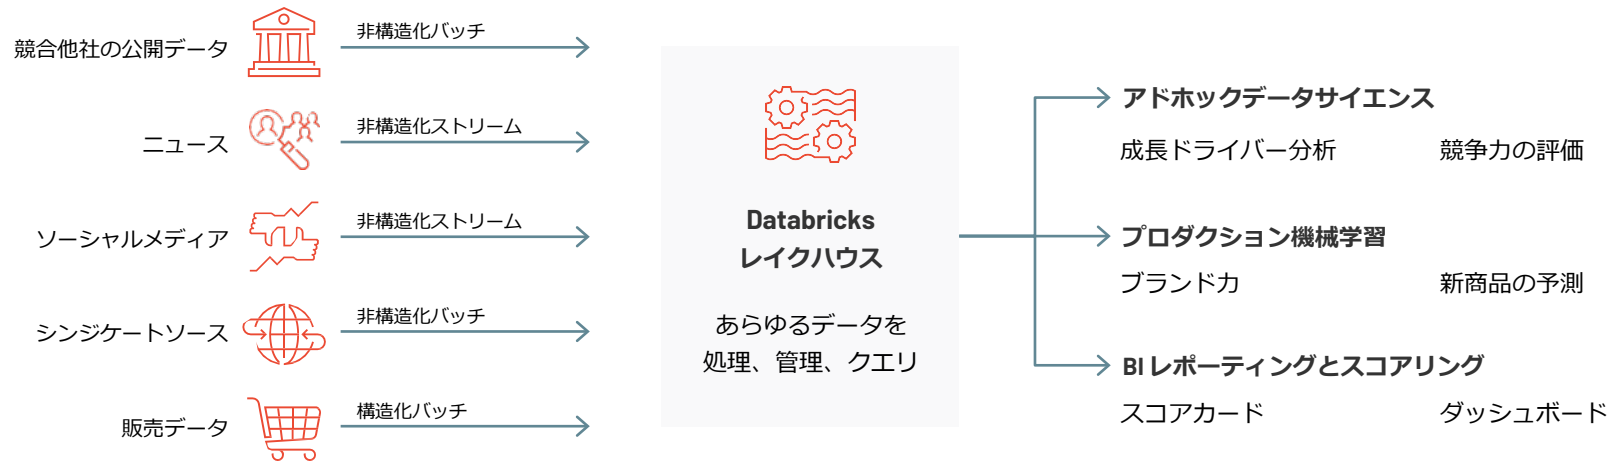 競合他社の公開データ
非構造化バッチ
ニュース
非構造化ストリーム
ソーシャルメディア
非構造化ストリーム
シンジケートソース
非構造化バッチ
販売データ
構造化バッチ
Databricks
レイクハウス
あらゆるデータを
処理、管理、クエリ
アドホックデータサイエンス
成長ドライバー分析
競争力の評価
プロダクション機械学習
ブランド力
新商品の予測
BI レポーティングとスコアリング
スコアカード
ダッシュボード